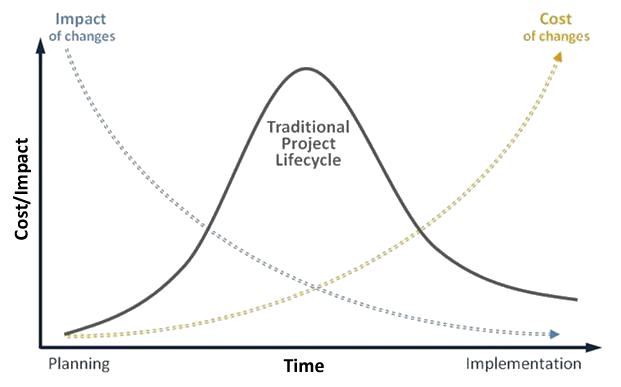 Impact
of changes
Cost
of changes
Traditional
Project
Lifecycle
Cost/Impact
Planning
Time
Implementation